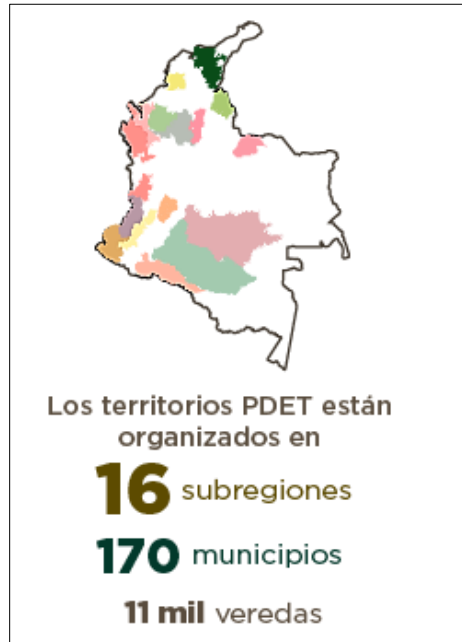 Los territorios PDET están
organizados en
16 subregiones
170 municipios
11 mil veredas